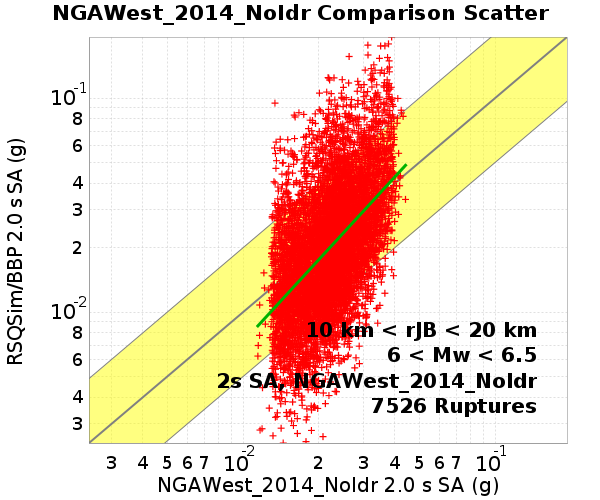 NGAWest_2014_NoIdr Comparison Scatter
RSQSim/BBP 2.0 s SA (g)
10-1
8
6
4
3
2
10-2
8
6
4
3
10 km < rJB < 20 km
6 < Mw < 6.5
2s SA, NGAWest_2014_NoIdr
7526 Ruptures
3 4 5 6 7 10-2 2 3 4 5 6 7 10-1
NGAWest_2014_NoIdr 2.0 s SA (g)